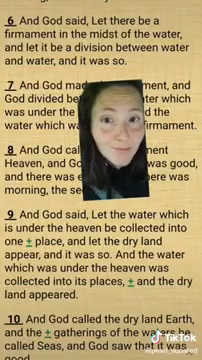 6 And God said, Let there be a
firmament in the midst of the water,
and let it be a division between water
and water, and it was so.
7 And God ment, and
God divided ter which
was under the d the
water which wa firmament.
8 And God cal ent
Heaven, and Go was good,
and there was e ere was
morning, the se
9 And God said, Let the water which
is under the heaven be collected into
one + place, and let the dry land
appear, and it was so. And the water
which was under the heaven was
collected into its places, + and the dry
land appeared.
10 And God called the dry land Earth,
and the + gatherings of the waters he
called Seas, and God saw that it was
good.
TikTok